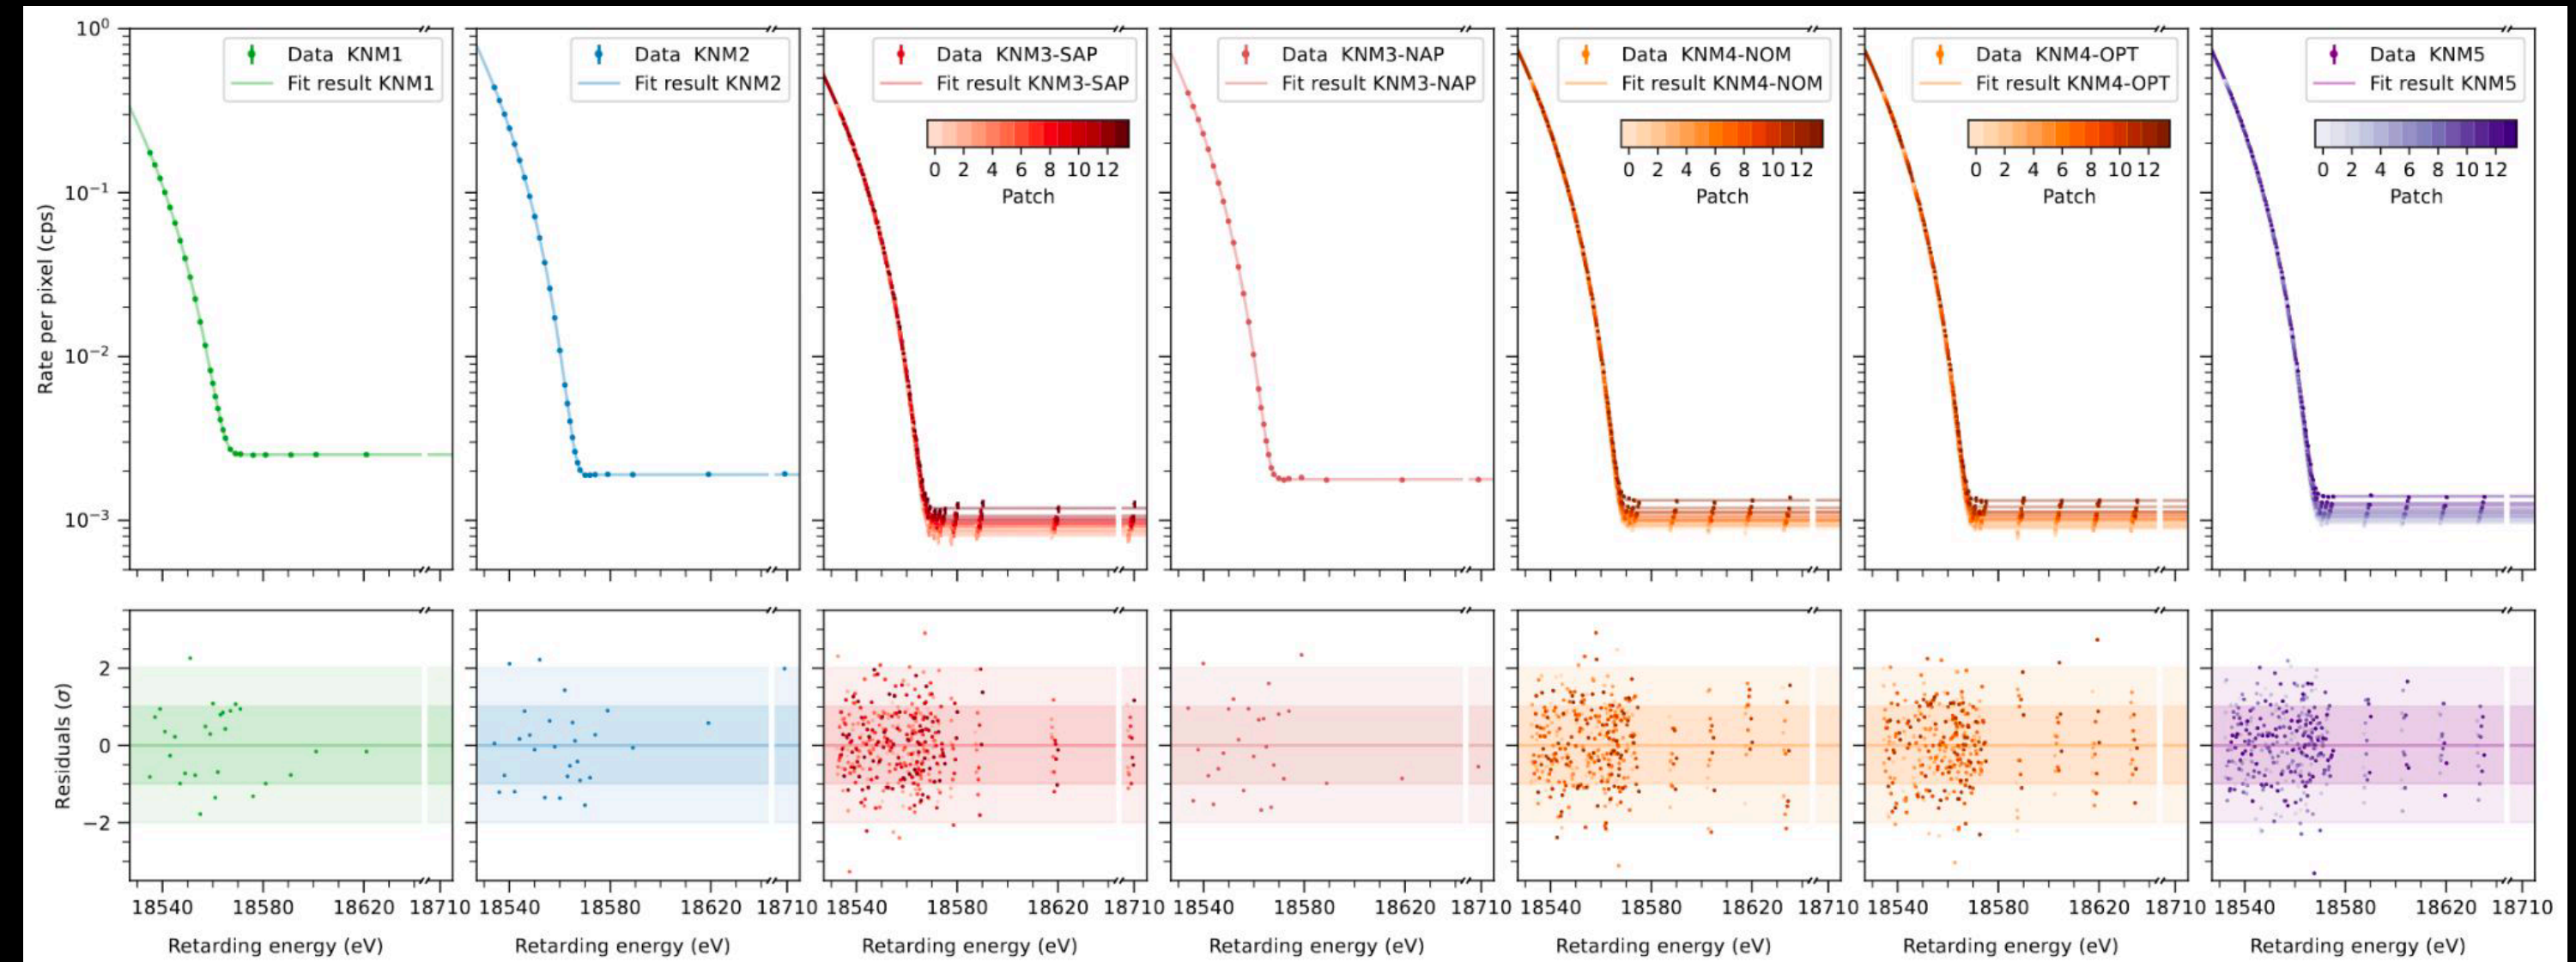 10⁰
10⁻¹
10⁻²
10⁻³
Rate per pixel (cps)
Data KNM1
Fit result KNM1
Data KNM2
Fit result KNM2
Data KNM3-SAP
Fit result KNM3-SAP
0 2 4 6 8 10 12
Patch
Data KNM3-NAP
Fit result KNM3-NAP
Data KNM4-NOM
Fit result KNM4-NOM
0 2 4 6 8 10 12
Patch
Data KNM4-OPT
Fit result KNM4-OPT
0 2 4 6 8 10 12
Patch
Data KNM5
Fit result KNM5
0 2 4 6 8 10 12
Patch
2
0
−2
Residuals (σ)
18540 18580 18620 18710 18540 18580 18620 18710 18540 18580 18620 18710 18540 18580 18620 18710 18540 18580 18620 18710 18540 18580 18620 18710 18540 18580 18620 18710
Retarding energy (eV) Retarding energy (eV) Retarding energy (eV) Retarding energy (eV) Retarding energy (eV) Retarding energy (eV) Retarding energy (eV)